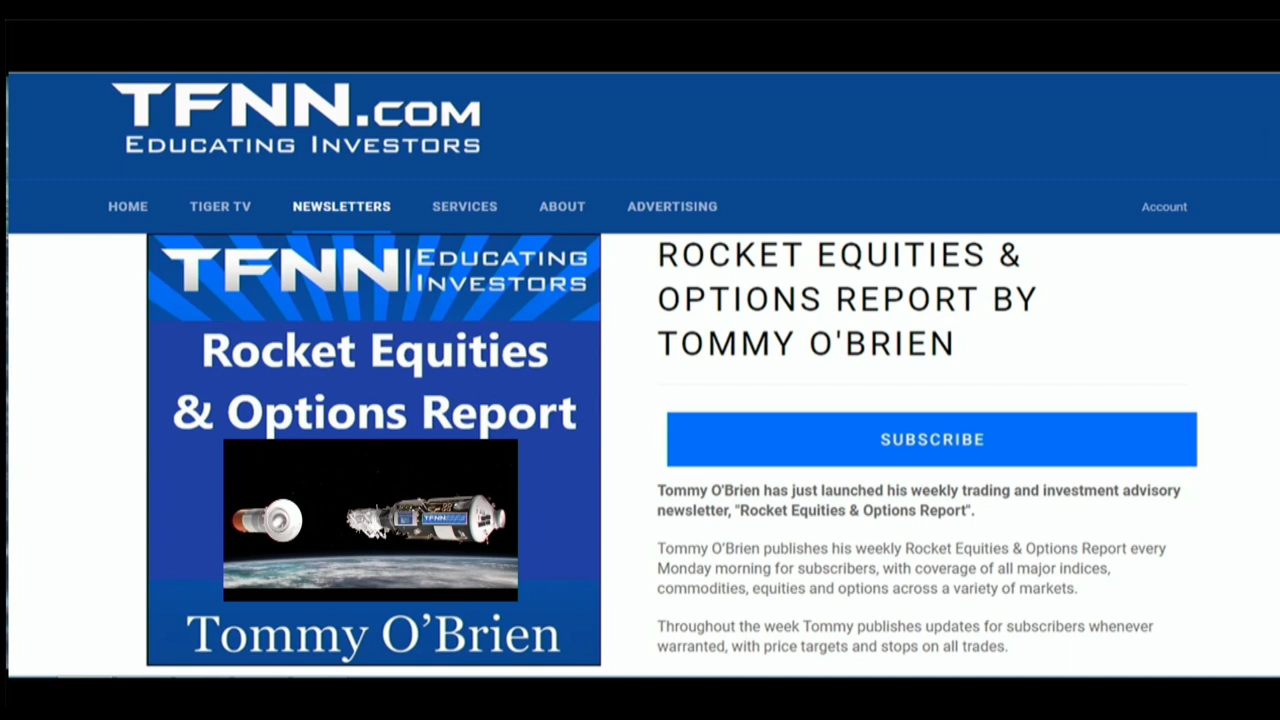 TFNN.COM
EDUCATING INVESTORS
HOME TIGER TV NEWSLETTERS SERVICES ABOUT ADVERTISING Account
TFNN EDUCATING
INVESTORS
Rocket Equities
& Options Report
TFNN
Tommy O’Brien
ROCKET EQUITIES &
OPTIONS REPORT BY
TOMMY O'BRIEN
SUBSCRIBE
Tommy O'Brien has just launched his weekly trading and investment advisory
newsletter, "Rocket Equities & Options Report".
Tommy O’Brien publishes his weekly Rocket Equities & Options Report every
Monday morning for subscribers, with coverage of all major indices,
commodities, equities and options across a variety of markets.
Throughout the week Tommy publishes updates for subscribers whenever
warranted, with price targets and stops on all trades.